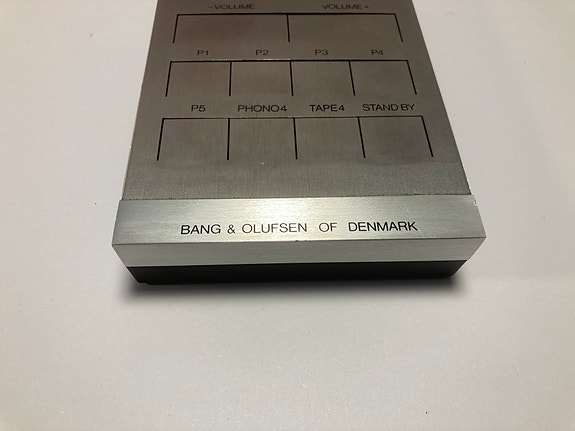 - VOLUME VOLUME +
P1 P2 P3 P4
P5 PHONO4 TAPE4 STAND BY
BANG & OLUFSEN OF DENMARK